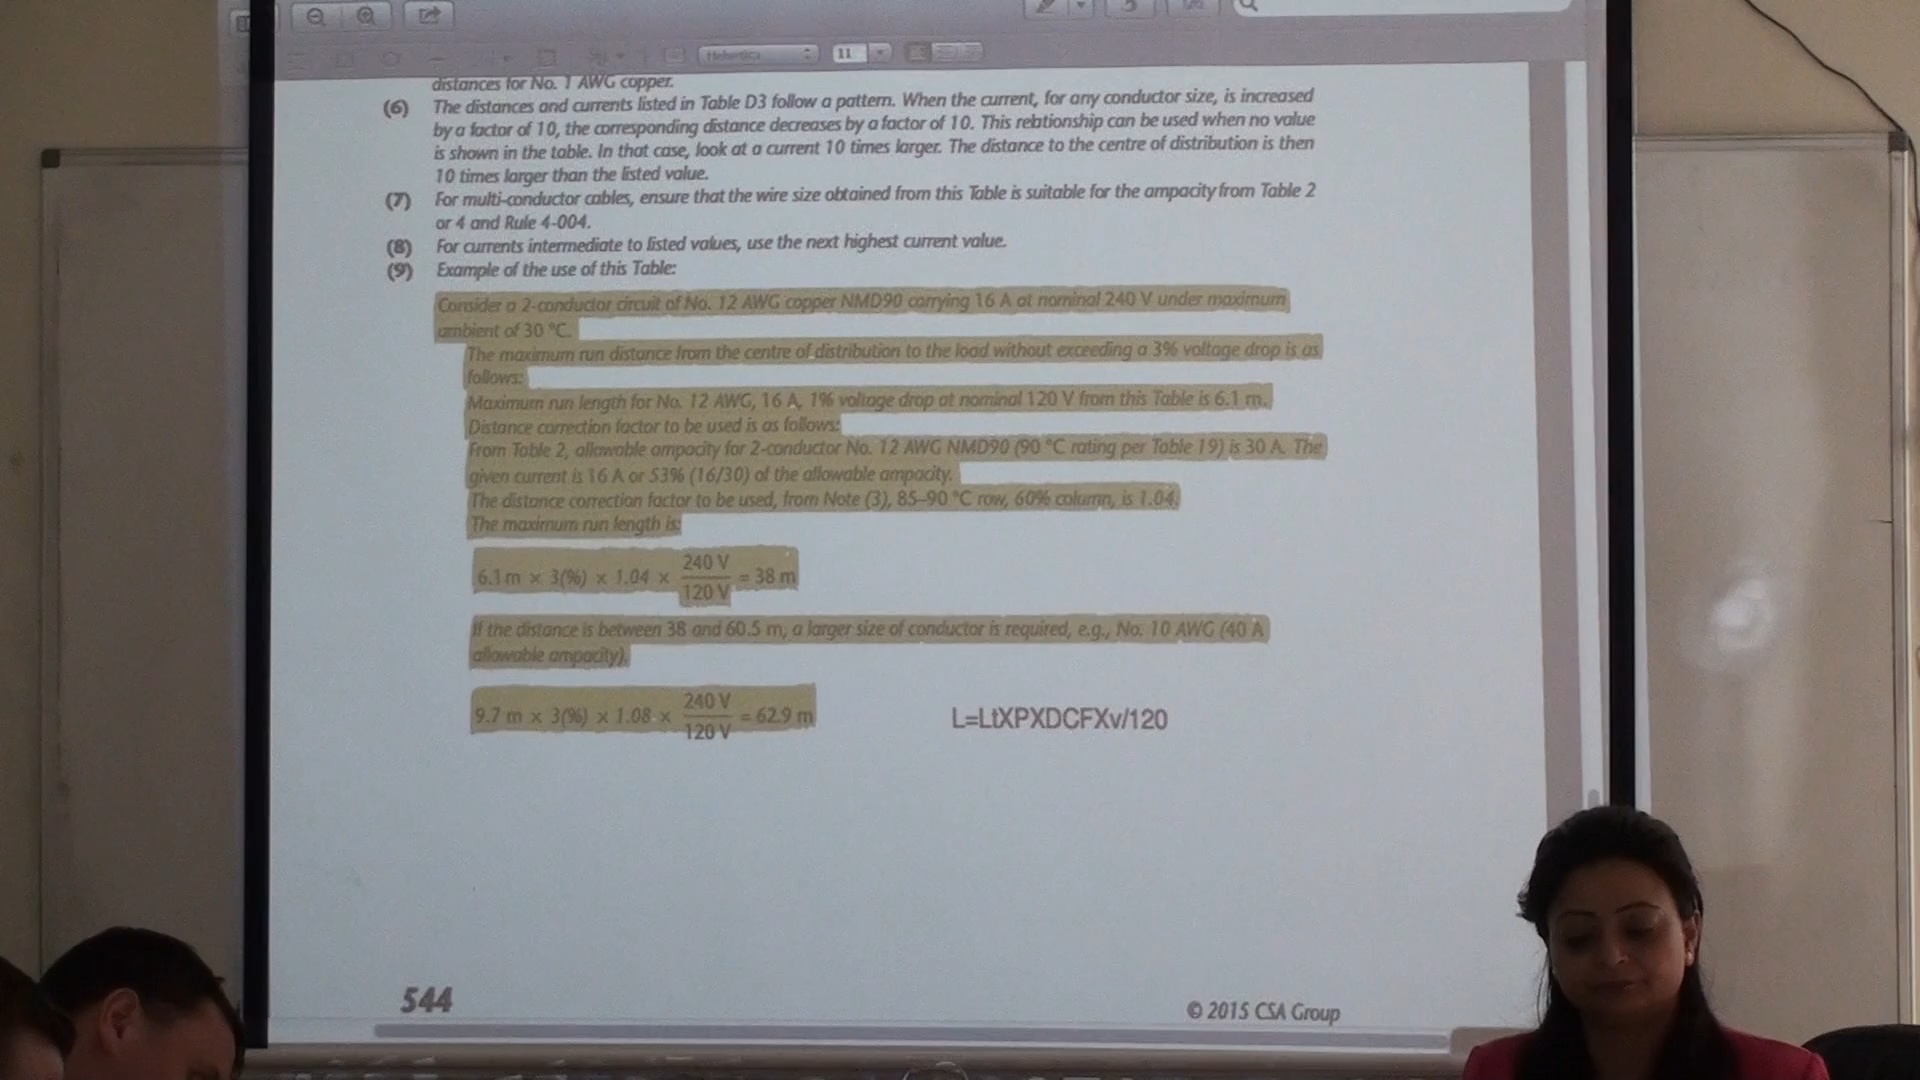 Helvetica 11
distances for No. 1 AWG copper.
(6) The distances and currents listed in Table D3 follow a pattern. When the current, for any conductor size, is increased
by a factor of 10, the corresponding distance decreases by a factor of 10. This relationship can be used when no value
is shown in the table. In that case, look at a current 10 times larger. The distance to the centre of distribution is then
10 times larger than the listed value.
(7) For multi-conductor cables, ensure that the wire size obtained from this Table is suitable for the ampacity from Table 2
or 4 and Rule 4-004.
(8) For currents intermediate to listed values, use the next highest current value.
(9) Example of the use of this Table:
Consider a 2-conductor circuit of No. 12 AWG copper NMD90 carrying 16 A at nominal 240 V under maximum
ambient of 30 °C.
The maximum run distance from the centre of distribution to the load without exceeding a 3% voltage drop is as
follows:
Maximum run length for No. 12 AWG, 16 A, 1% voltage drop at nominal 120 V from this Table is 6.1 m.
Distance correction factor to be used is as follows:
From Table 2, allowable ampacity for 2-conductor No. 12 AWG NMD90 (90 °C rating per Table 19) is 30 A. The
given current is 16 A or 53% (16/30) of the allowable ampacity.
The distance correction factor to be used, from Note (3), 85–90 °C row, 60% column, is 1.04.
The maximum run length is:
6.1 m × 3(%) × 1.04 × 240 V / 120 V = 38 m
If the distance is between 38 and 60.5 m, a larger size of conductor is required, e.g., No. 10 AWG (40 A
allowable ampacity).
9.7 m × 3(%) × 1.08 × 240 V / 120 V = 62.9 m
L=LtXPXDCFXv/120
544
© 2015 CSA Group